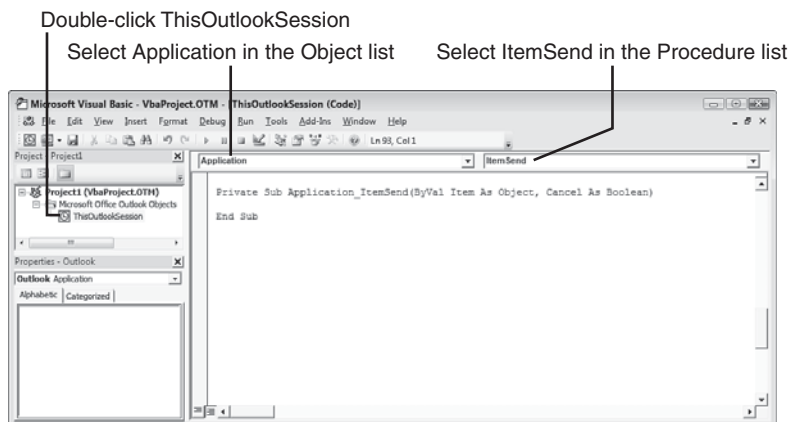 Double-click ThisOutlookSession
Select Application in the Object list
Select ItemSend in the Procedure list
Microsoft Visual Basic - VbaProject.OTM - [ThisOutlookSession (Code)]
File Edit View Insert Format Debug Run Tools Add-Ins Window Help
Ln 93, Col 1
Project - Project1
Application
ItemSend
Project1 (VbaProject.OTM)
Microsoft Office Outlook Objects
ThisOutlookSession
Private Sub Application_ItemSend(ByVal Item As Object, Cancel As Boolean)
End Sub
Properties - Outlook
Outlook Application
Alphabetic Categorized